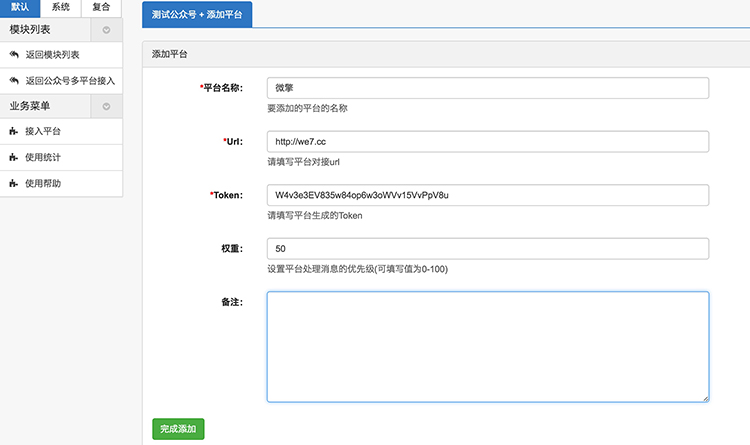 默认 系统 复合
模块列表
返回模块列表
返回公众号多平台接入
业务菜单
接入平台
使用统计
使用帮助
测试公众号 + 添加平台
添加平台
*平台名称： 微擎
要添加的平台的名称
*Url： http://we7.cc
请填写平台对接url
*Token： W4v3e3EV835w84op6w3oWVv15VvPpV8u
请填写平台生成的Token
权重： 50
设置平台处理消息的优先级(可填写值为0-100)
备注：
完成添加